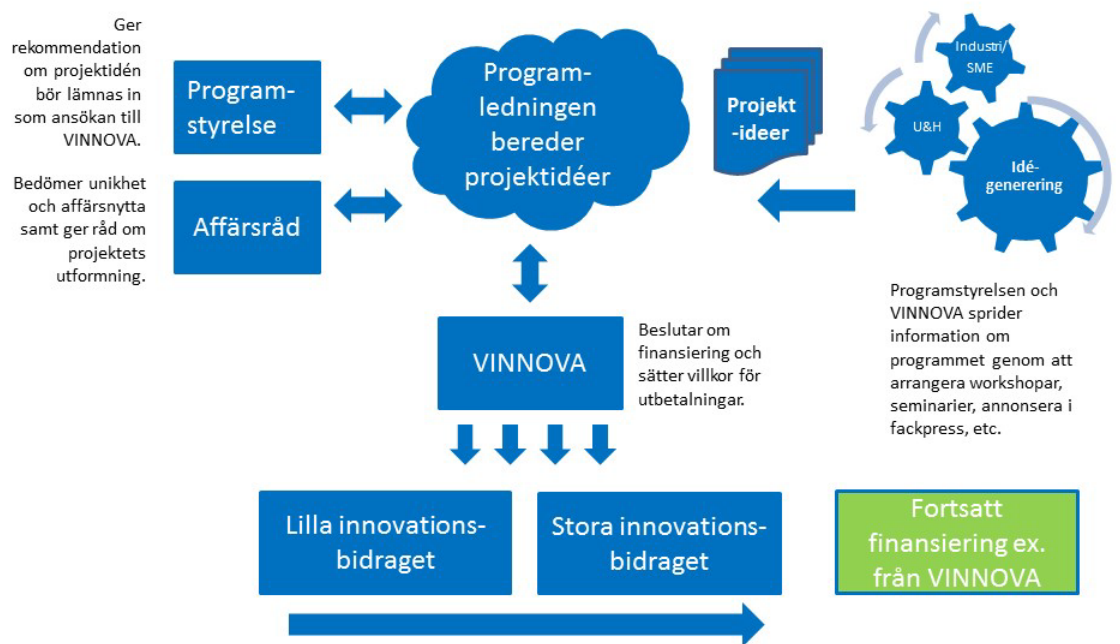 Ger
rekommendation
om projektidén
bör lämnas in
som ansökan till
VINNOVA.
Program-
styrelse
Program-
ledningen
bereder
projektidéer
Projekt
-ideer
Industri/
SME
U&H
Idé-
generering
Bedömer unikhet
och affärsnytta
samt ger råd om
projektets
utformning.
Affärsråd
VINNOVA
Beslutar om
finansiering och
sätter villkor för
utbetalningar.
Programstyrelsen och
VINNOVA sprider
information om
programmet genom att
arrangera workshopar,
seminarier, annonsera i
fackpress, etc.
Lilla innovations-
bidraget
Stora innovations-
bidraget
Fortsatt
finansiering ex.
från VINNOVA